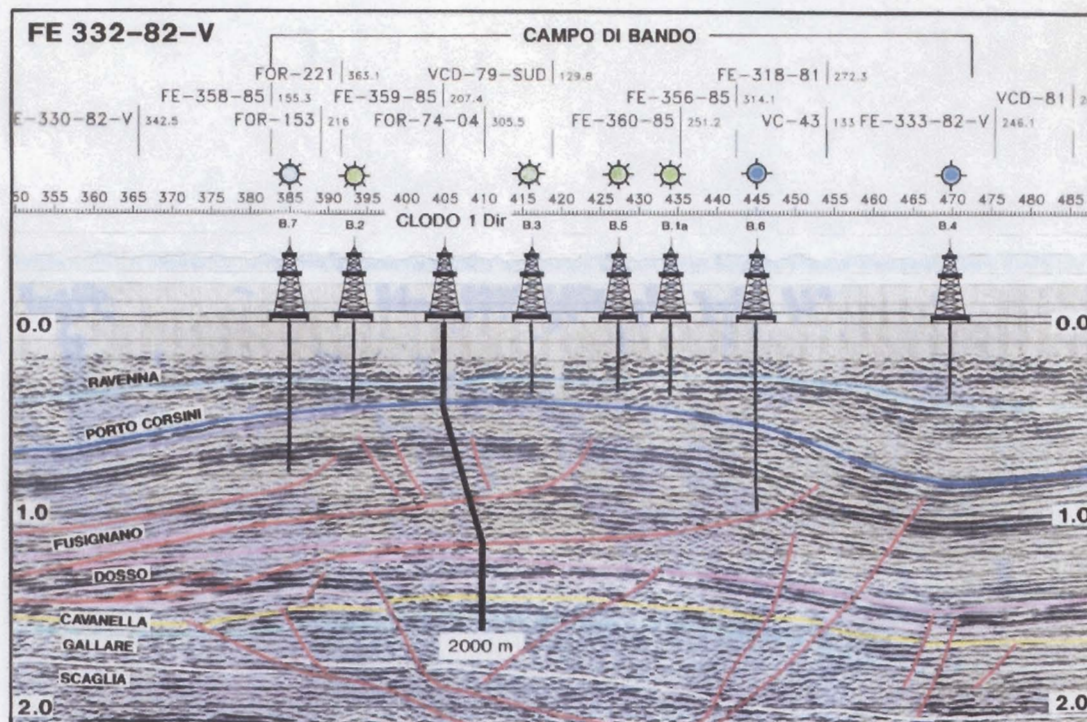 FE 332-82-V
CAMPO DI BANDO
FOR-221 363.1 VCD-79-SUD 129.8 FE-318-81 272.3
FE-358-85 155.3 FE-359-85 207.4 FE-356-85 314.1 VCD-81
E-330-82-V 342.5 FOR-153 216 FOR-74-04 305.5 FE-360-85 251.2 VC-43 133 FE-333-82-V 246.1
50 355 360 365 370 375 380 385 390 395 400 405 410 415 420 425 430 435 440 445 450 455 460 465 470 475 480 485
B.7 B.2 CLODO 1 Dir B.3 B.5 B.1a B.6 B.4
0.0 0.0
RAVENNA
PORTO CORSINI
1.0 1.0
FUSIGNANO
DOSSO
CAVANELLA
GALLARE
2000 m
SCAGLIA
2.0 2.0